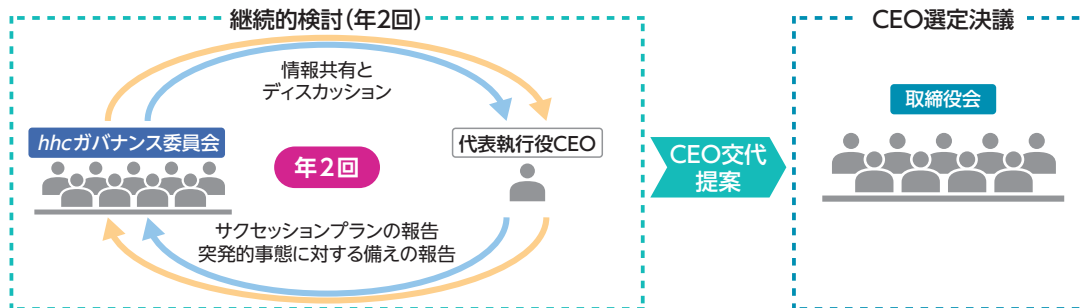 継続的検討(年2回)
情報共有と
ディスカッション
hhcガバナンス委員会
年2回
代表執行役CEO
サクセッションプランの報告
突発的事態に対する備えの報告
CEO交代
提案
CEO選定決議
取締役会